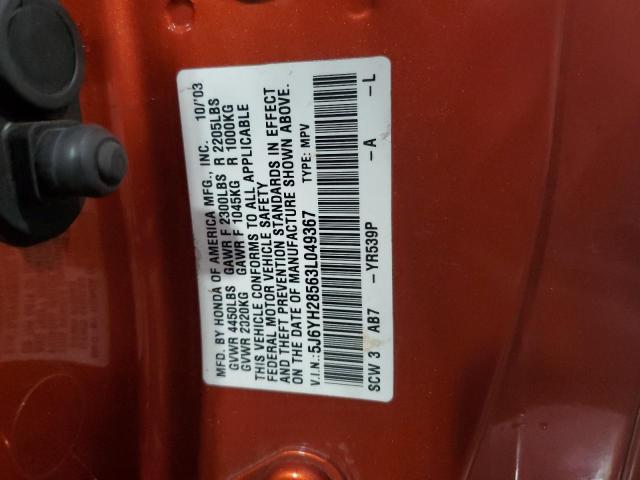 MFD. BY HONDA OF AMERICA MFG., INC. 10/'03
GVWR 4450LBS GAWR F 2300LBS R 2205LBS
GVWR 2020KG GAWR F 1045KG R 1000KG
THIS VEHICLE CONFORMS TO ALL APPLICABLE
FEDERAL MOTOR VEHICLE SAFETY
AND THEFT PREVENTION STANDARDS IN EFFECT
ON THE DATE OF MANUFACTURE SHOWN ABOVE.
V.I.N.: 5J6YH28563L049367 TYPE: MPV
SCW 3 AB7 - YR539P - A - L